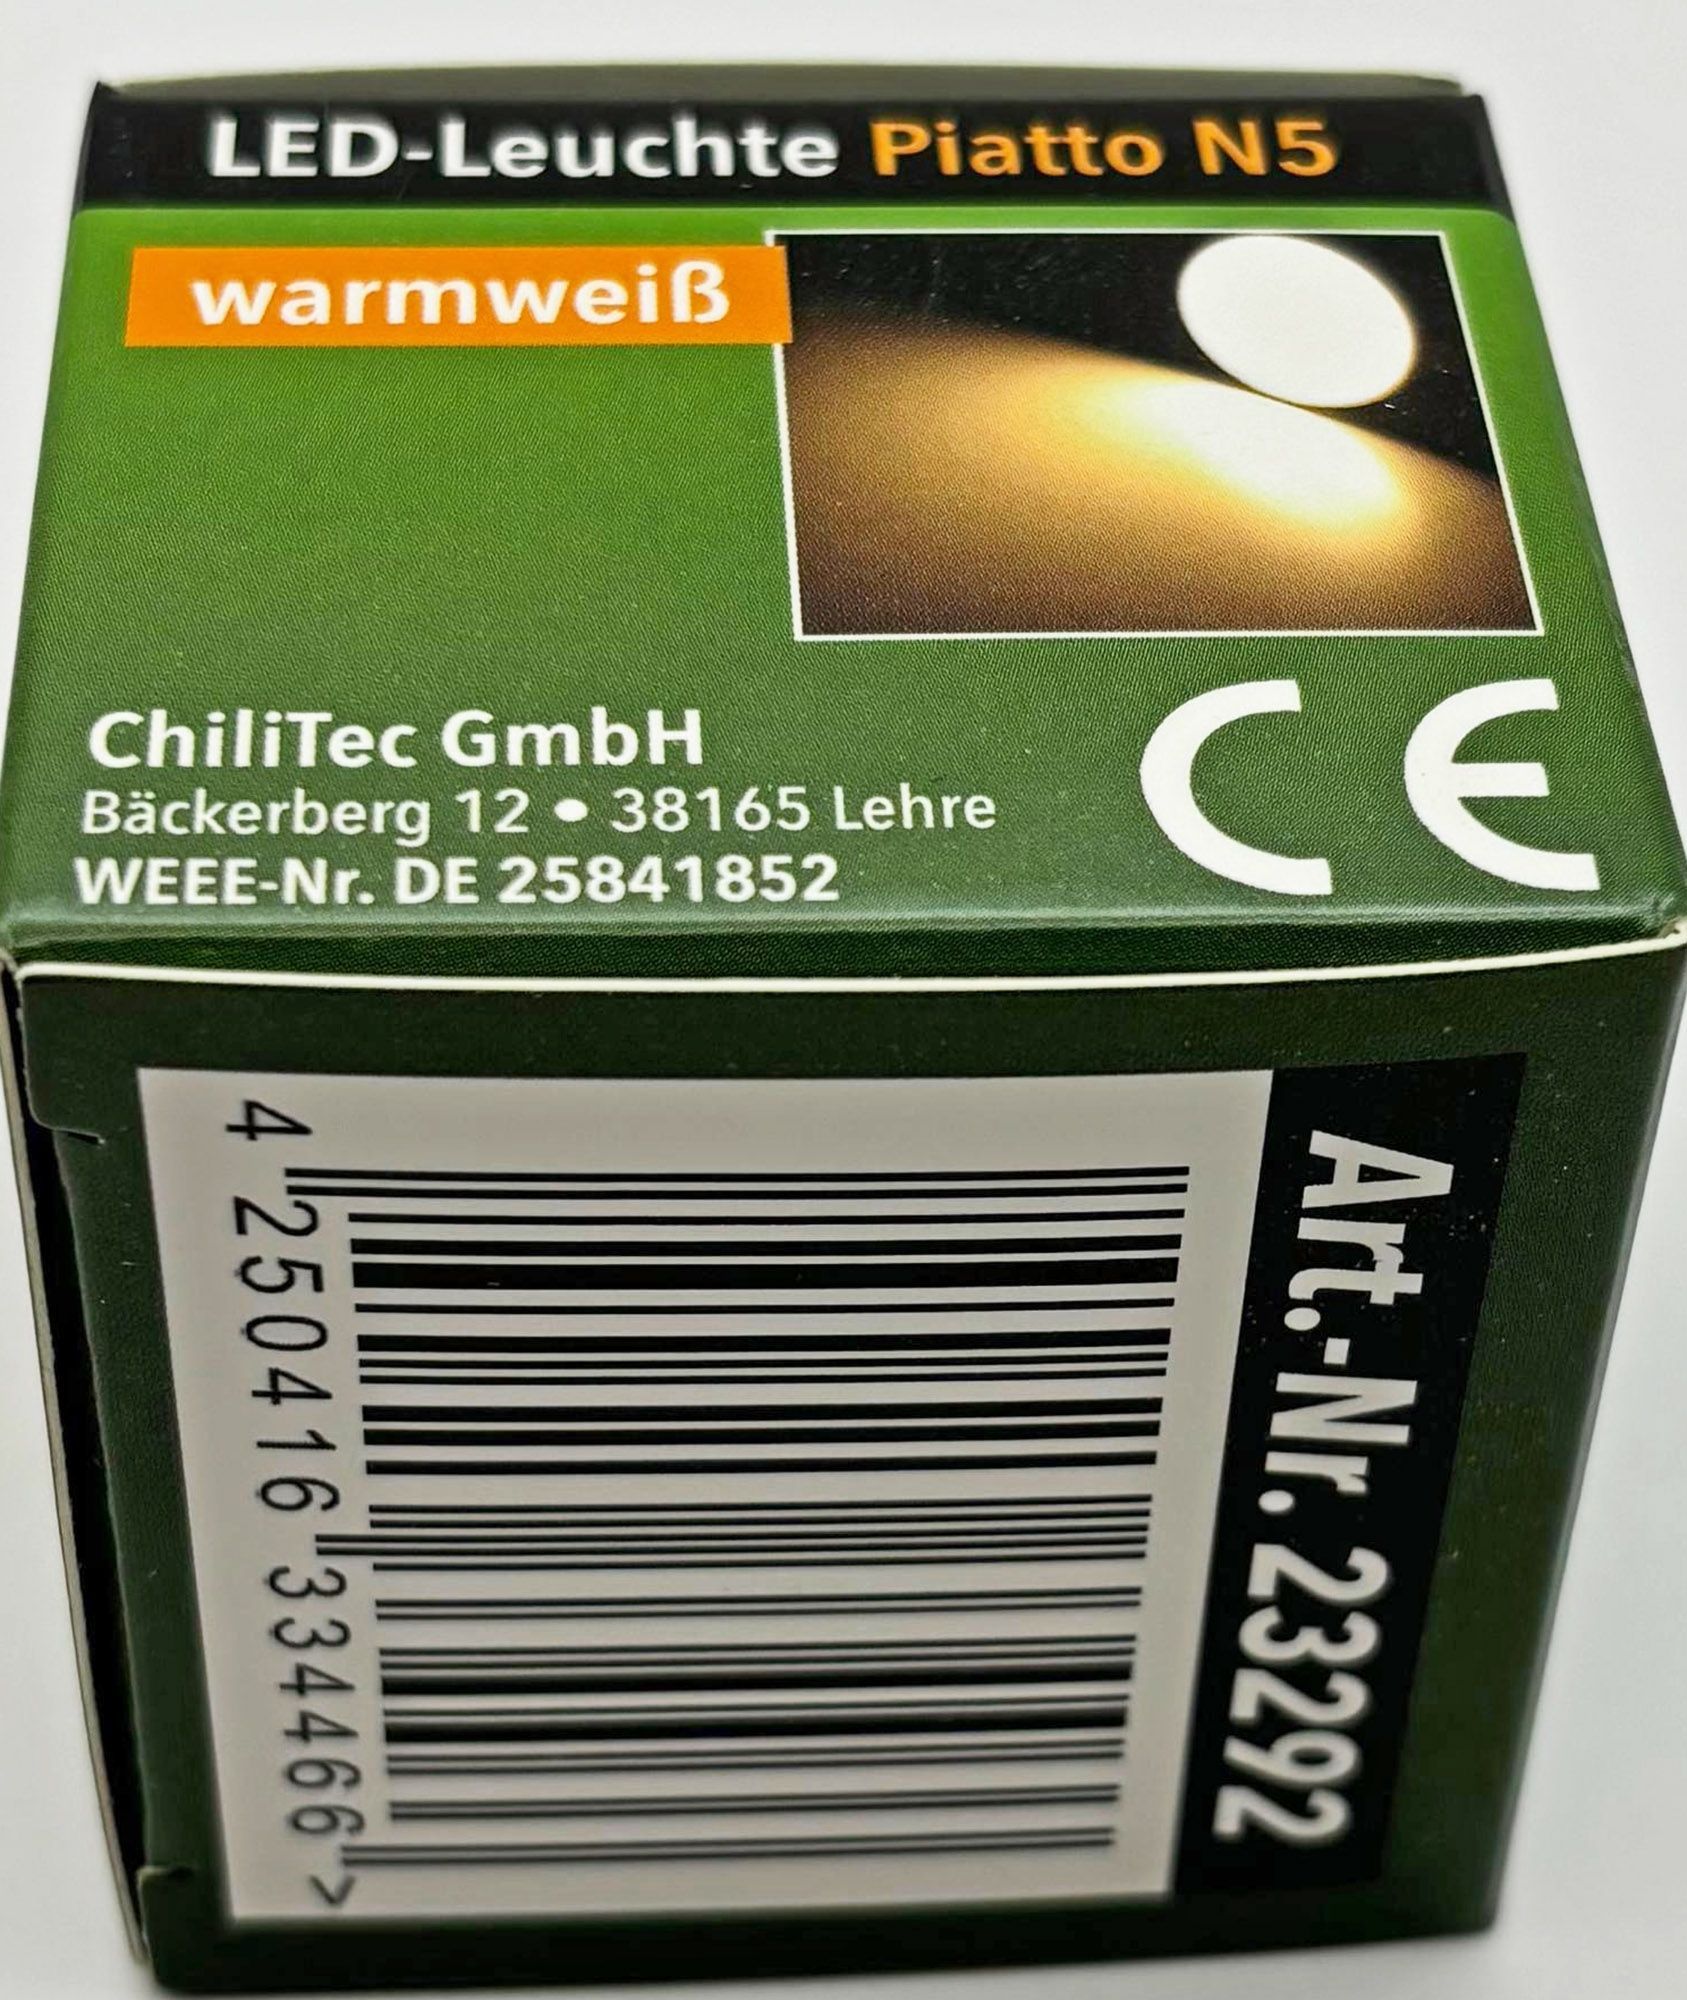 LED-Leuchte Piatto N5
warmweiß
ChiliTec GmbH
Bäckerberg 12 • 38165 Lehre
WEEE-Nr. DE 25841852
CE
Art.-Nr. 23292
4 250416 334466 >